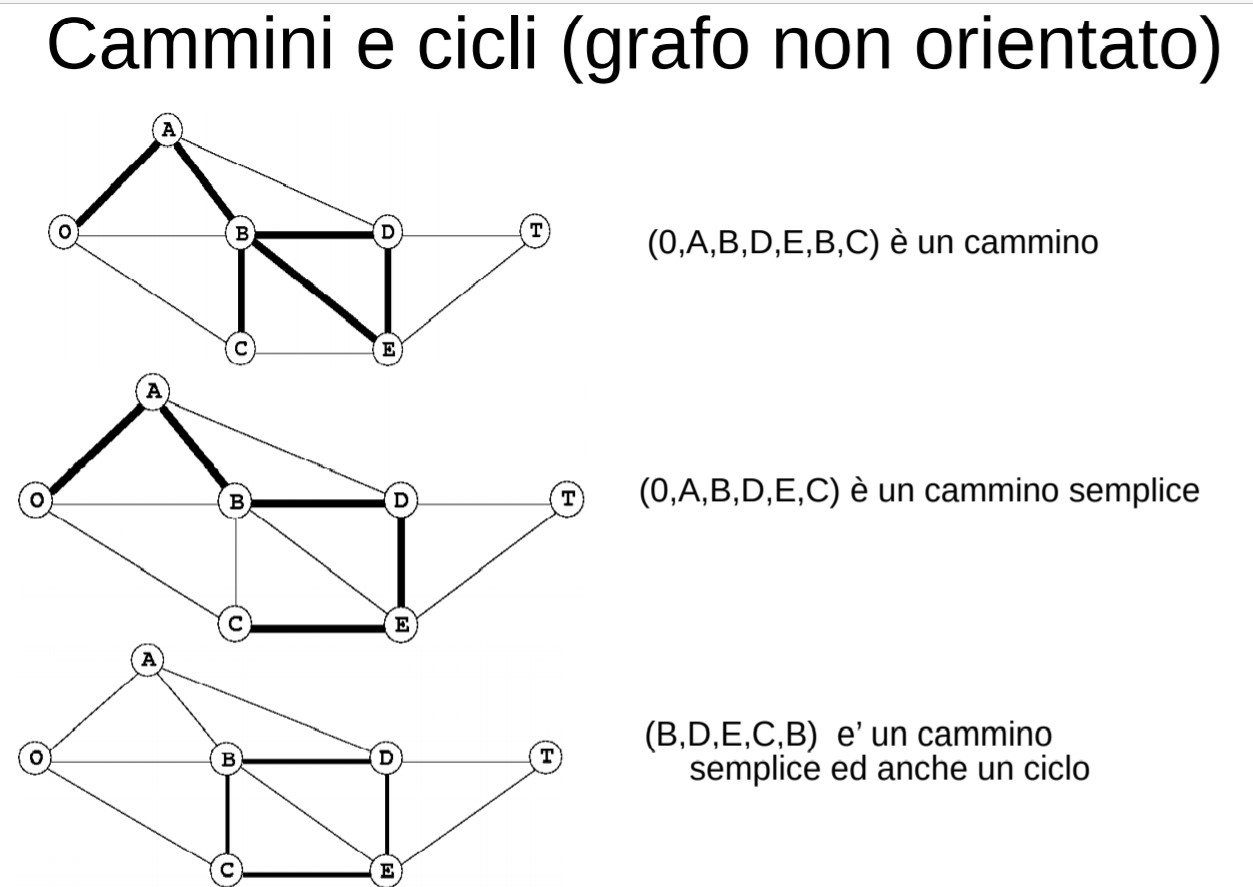 Cammini e cicli (grafo non orientato)
A
O
B
D
T
C
E
(0,A,B,D,E,B,C) è un cammino
A
O
B
D
T
C
E
(0,A,B,D,E,C) è un cammino semplice
A
O
B
D
T
C
E
(B,D,E,C,B)  e’ un cammino
semplice ed anche un ciclo